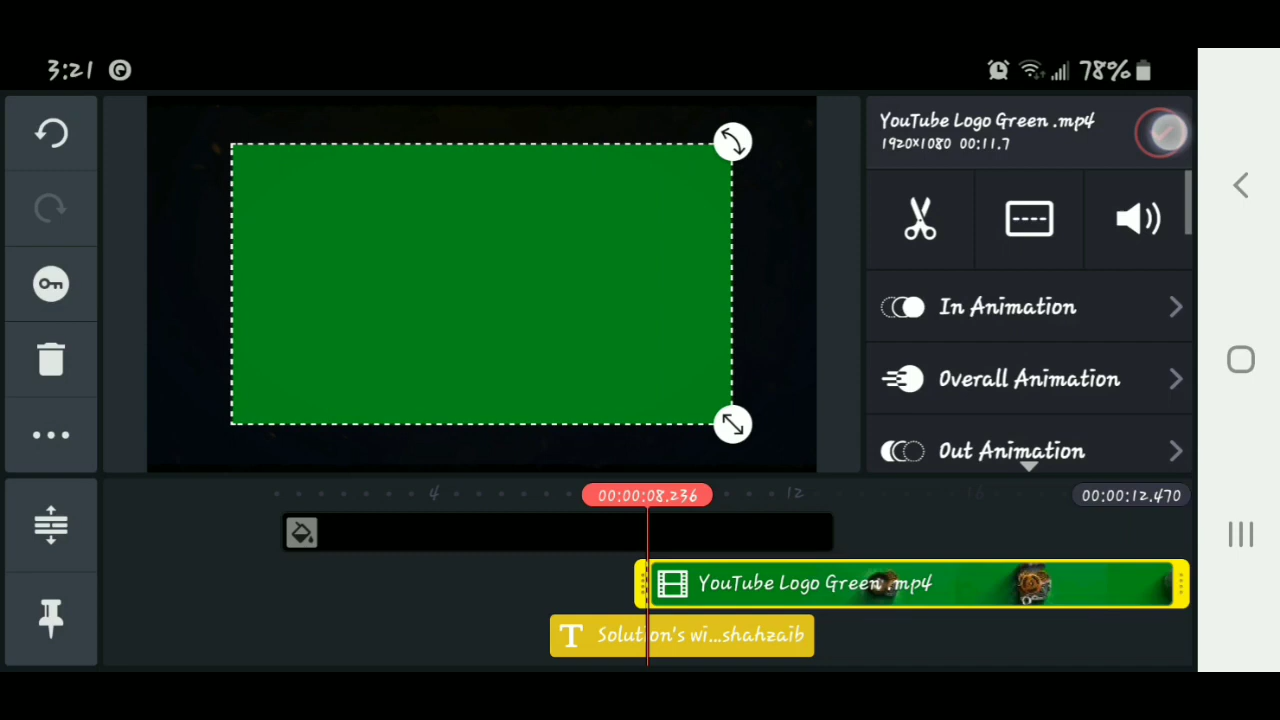 3:21
78%
YouTube Logo Green .mp4
1920x1080 00:11.7
In Animation
Overall Animation
Out Animation
4
00:00:08.236
12
16
00:00:12.470
YouTube Logo Green .mp4
T Solution's wi...shahzaib